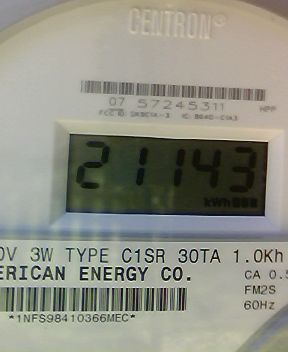 CENTRON®
07 57245311 HPP
21143
kWh
0V 3W TYPE C1SR 30TA 1.0Kh
ERICAN ENERGY CO.
CA 0.5
FM2S
60Hz
*1NFS98410366MEC*